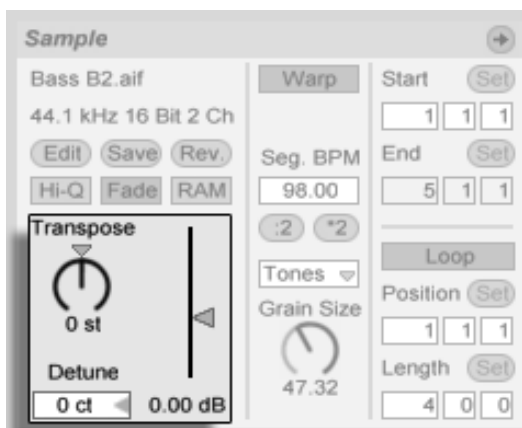 Sample
Bass B2.aif
44.1 kHz 16 Bit 2 Ch
Edit Save Rev.
Hi-Q Fade RAM
Transpose
0 st
Detune
0 ct 0.00 dB
Warp
Seg. BPM
98.00
:2 *2
Tones
Grain Size
47.32
Start Set
1 1 1
End Set
5 1 1
Loop
Position Set
1 1 1
Length Set
4 0 0